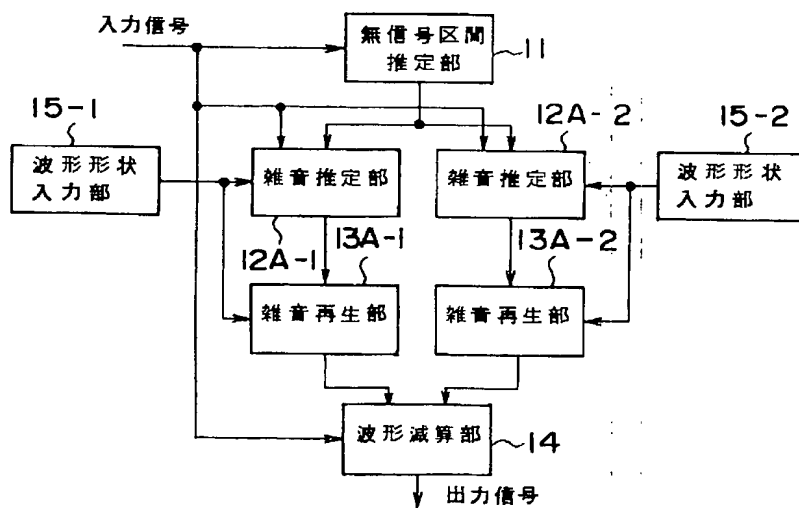 入力信号
無信号区間
推定部
11
15-1
12A-2
15-2
波形形状
入力部
雑音推定部
雑音推定部
波形形状
入力部
12A-1
13A-1
13A-2
雑音再生部
雑音再生部
波形減算部
14
出力信号